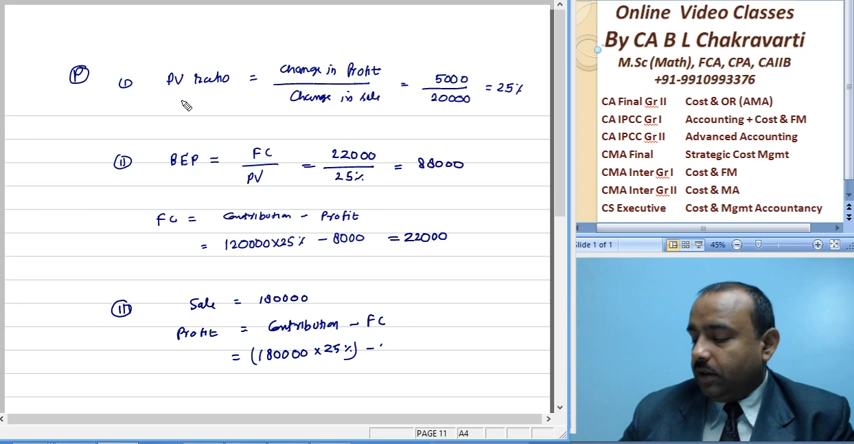 Online Video Classes
By CA B L Chakravarti
M.Sc (Math), FCA, CPA, CAIIB
+91-9910993376
CA Final Gr II Cost & OR (AMA)
CA IPCC Gr I Accounting + Cost & FM
CA IPCC Gr II Advanced Accounting
CMA Final Strategic Cost Mgmt
CMA Inter Gr I Cost & FM
CMA Inter Gr II Cost & MA
CS Executive Cost & Mgmt Accountancy
Slide 1 of 1 45%
P (i) PV Ratio = Change in Profit / Change in sale = 5000 / 20000 = 25%
(ii) BEP = FC / PV = 22000 / 25% = 88000
FC = Contribution - Profit
= 120000 x 25% - 8000 = 22000
(iii) Sale = 180000
Profit = Contribution - FC
= (180000 x 25%) -
PAGE 11 A4